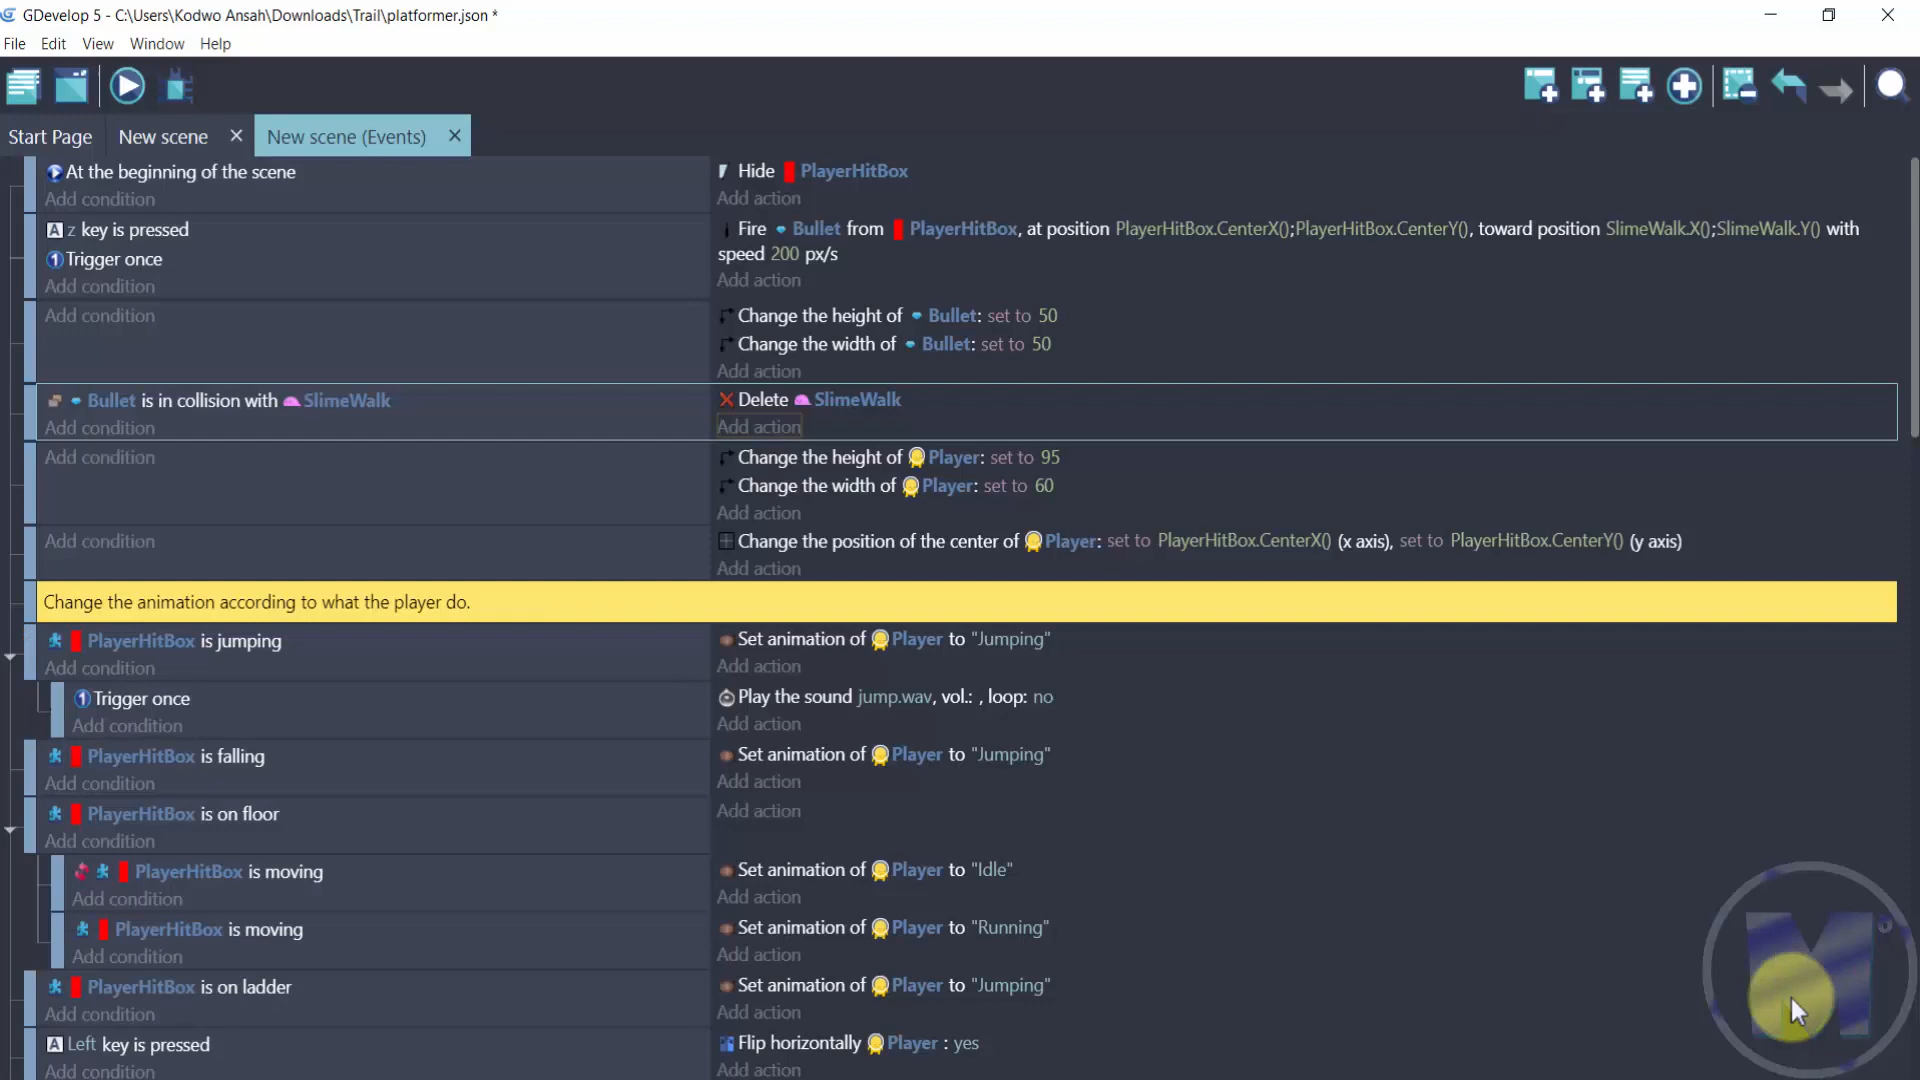 GDevelop 5 - C:\Users\Kodwo Ansah\Downloads\Trail\platformer.json *
File Edit View Window Help
Start Page New scene New scene (Events)
At the beginning of the scene
Hide PlayerHitBox
Add condition
Add action
z key is pressed
Fire Bullet from PlayerHitBox, at position PlayerHitBox.CenterX();PlayerHitBox.CenterY(), toward position SlimeWalk.X();SlimeWalk.Y() with
speed 200 px/s
Trigger once
Add condition
Add action
Add condition
Change the height of Bullet: set to 50
Change the width of Bullet: set to 50
Add action
Bullet is in collision with SlimeWalk
Delete SlimeWalk
Add condition
Add action
Add condition
Change the height of Player: set to 95
Change the width of Player: set to 60
Add action
Add condition
Change the position of the center of Player: set to PlayerHitBox.CenterX() (x axis), set to PlayerHitBox.CenterY() (y axis)
Add action
Change the animation according to what the player do.
PlayerHitBox is jumping
Set animation of Player to "Jumping"
Add condition
Add action
Trigger once
Play the sound jump.wav, vol.: , loop: no
Add condition
Add action
PlayerHitBox is falling
Set animation of Player to "Jumping"
Add condition
Add action
PlayerHitBox is on floor
Add action
Add condition
PlayerHitBox is moving
Set animation of Player to "Idle"
Add condition
Add action
PlayerHitBox is moving
Set animation of Player to "Running"
Add condition
Add action
PlayerHitBox is on ladder
Set animation of Player to "Jumping"
Add condition
Add action
Left key is pressed
Flip horizontally Player : yes
Add condition
Add action
M